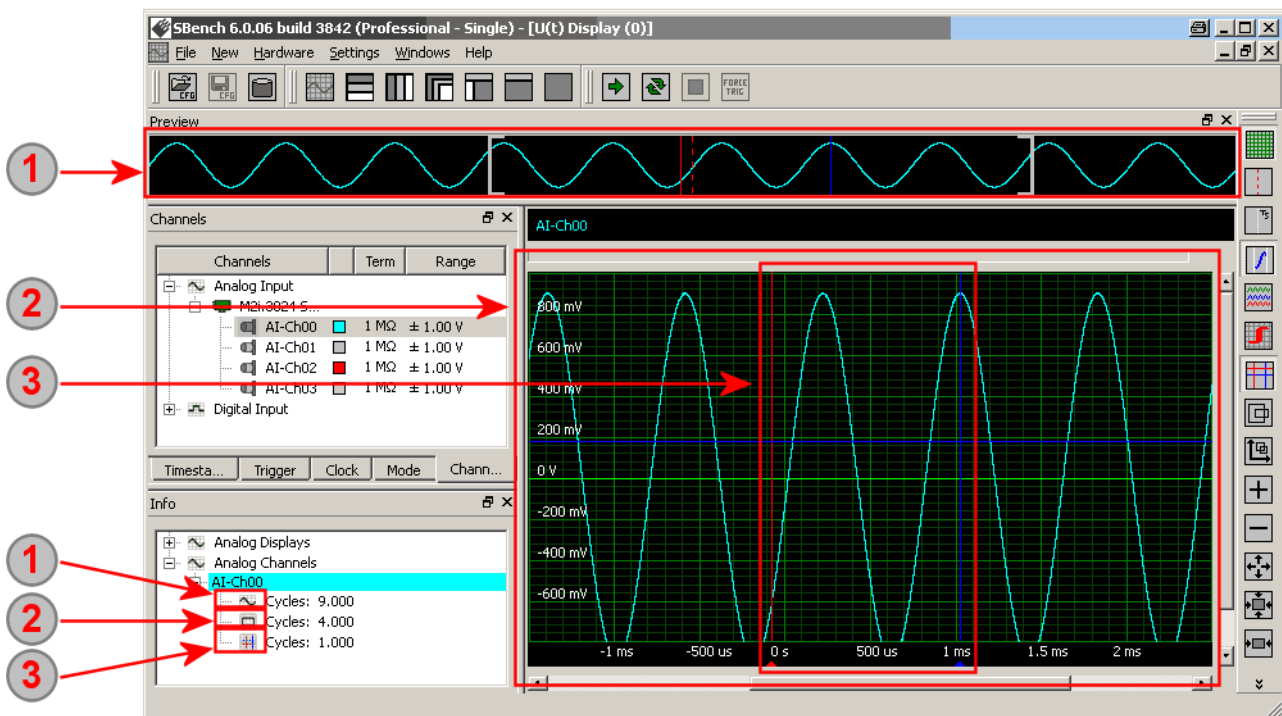 SBench 6.0.06 build 3842 (Professional - Single) - [U(t) Display (0)]
File New Hardware Settings Windows Help
CFG CFG FORCE TRIG
Preview
1
Channels
AI-Ch00
Channels Term Range
Analog Input
M2i.3824 S...
AI-Ch00 1 MΩ ± 1.00 V
AI-Ch01 1 MΩ ± 1.00 V
AI-Ch02 1 MΩ ± 1.00 V
AI-Ch03 1 MΩ ± 1.00 V
Digital Input
2
3
Timesta... Trigger Clock Mode Chann...
800 mV
600 mV
400 mV
200 mV
0 V
-200 mV
-400 mV
-600 mV
-1 ms -500 us 0 s 500 us 1 ms 1.5 ms 2 ms
Info
Analog Displays
Analog Channels
AI-Ch00
1
Cycles: 9.000
2
Cycles: 4.000
3
Cycles: 1.000